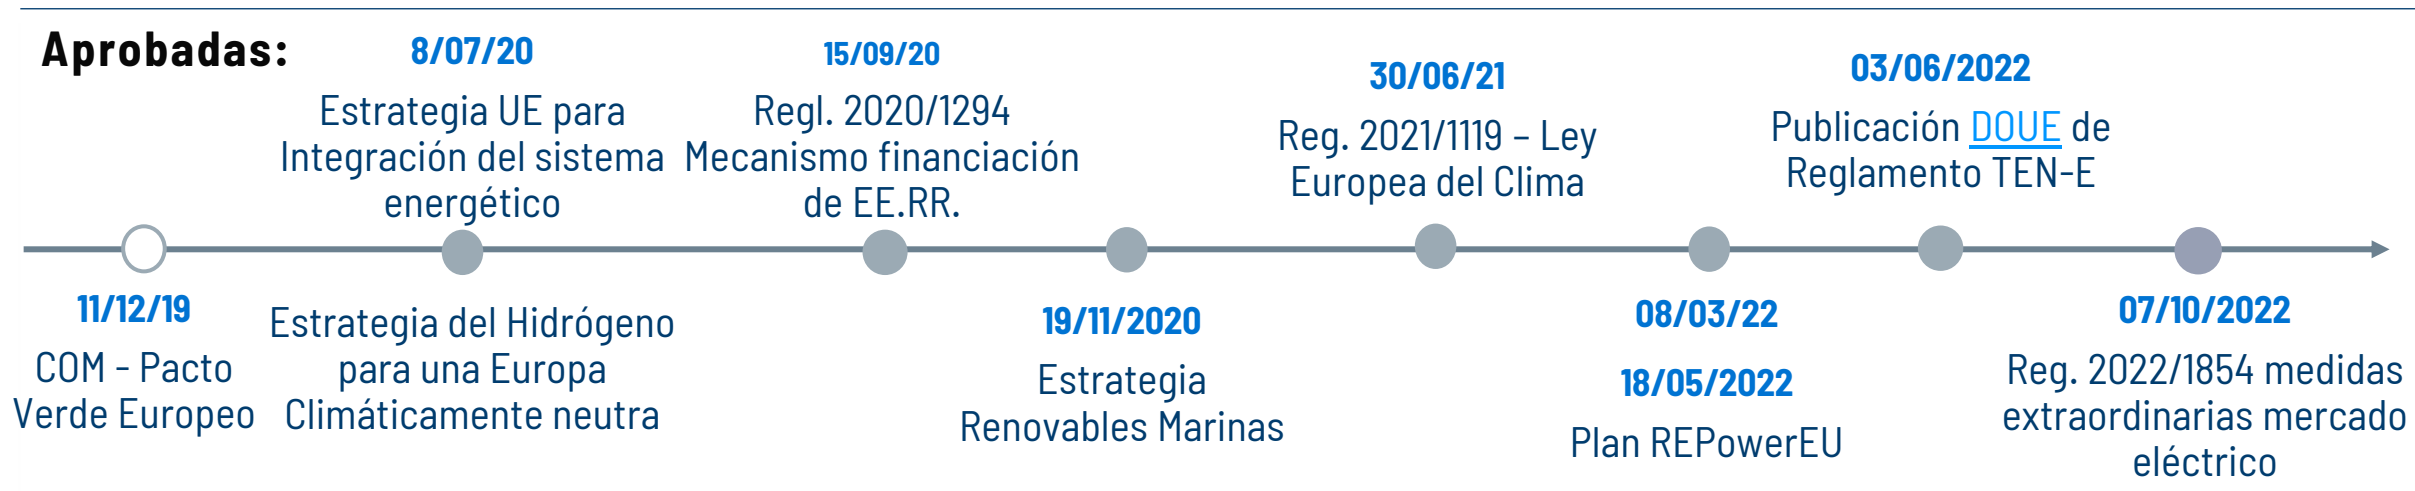 Aprobadas:
8/07/20
Estrategia UE para
Integración del sistema
energético
15/09/20
Regl. 2020/1294
Mecanismo financiación
de EE.RR.
30/06/21
Reg. 2021/1119 – Ley
Europea del Clima
03/06/2022
Publicación DOUE de
Reglamento TEN-E
11/12/19
COM - Pacto
Verde Europeo
Estrategia del Hidrógeno
para una Europa
Climáticamente neutra
19/11/2020
Estrategia
Renovables Marinas
08/03/22
18/05/2022
Plan REPowerEU
07/10/2022
Reg. 2022/1854 medidas
extraordinarias mercado
eléctrico